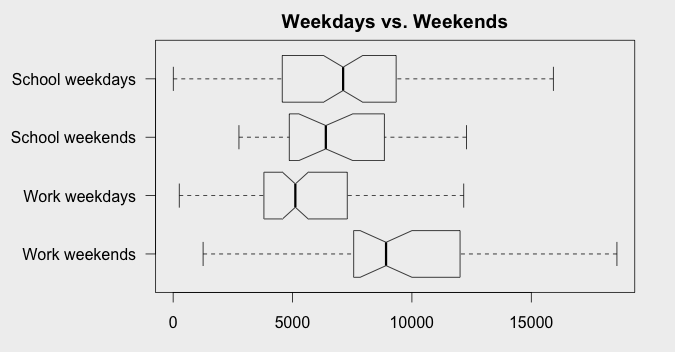 Weekdays vs. Weekends
School weekdays
School weekends
Work weekdays
Work weekends
0 5000 10000 15000